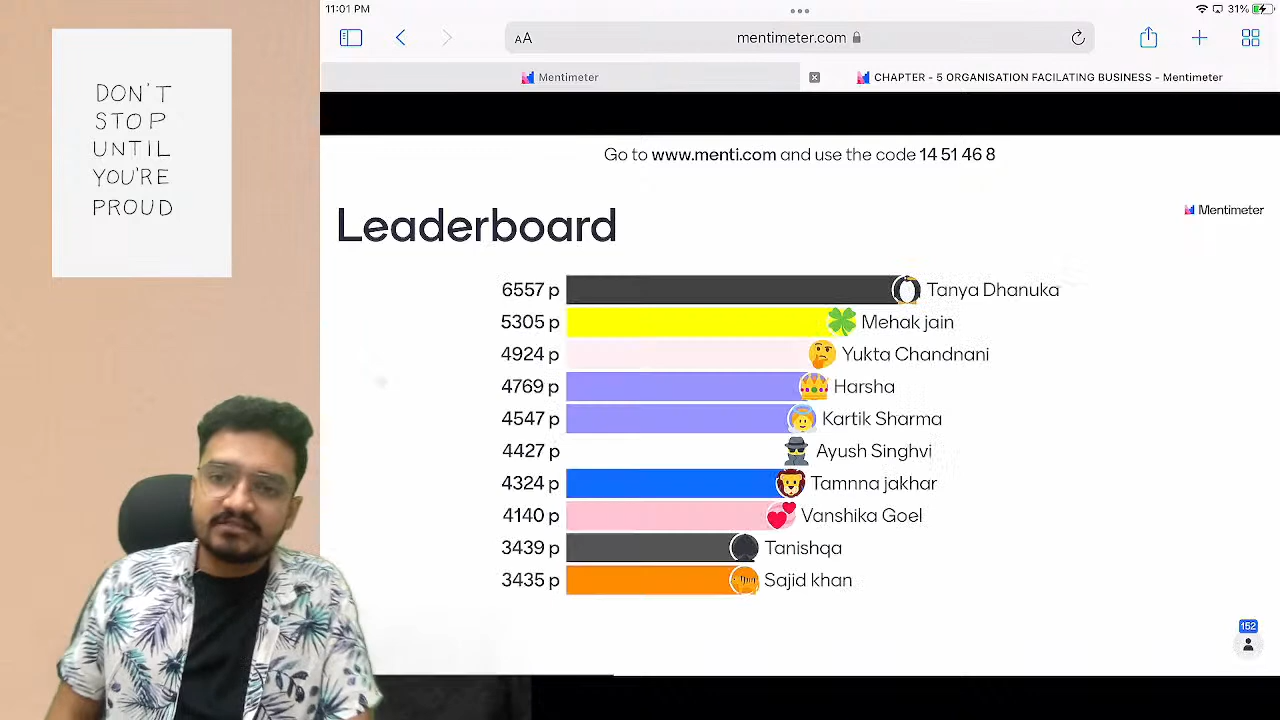 11:01 PM
31%
AA
mentimeter.com
Mentimeter
CHAPTER - 5 ORGANISATION FACILATING BUSINESS - Mentimeter
DON'T
STOP
UNTIL
YOU'RE
PROUD
Go to www.menti.com and use the code 14 51 46 8
Leaderboard
Mentimeter
6557 p Tanya Dhanuka
5305 p Mehak jain
4924 p Yukta Chandnani
4769 p Harsha
4547 p Kartik Sharma
4427 p Ayush Singhvi
4324 p Tamnna jakhar
4140 p Vanshika Goel
3439 p Tanishqa
3435 p Sajid khan
152